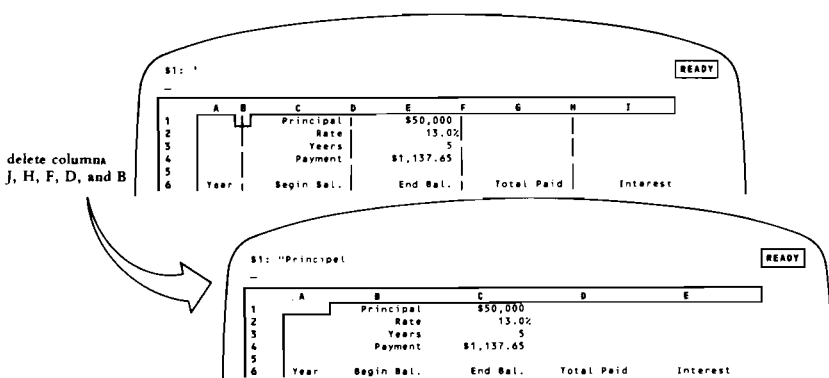 B1: '
READY
A B C D E F G H I
1 Principal | $50,000
2 Rate | 13.0% |
3 Years | 5 |
4 Payment | $1,137.65 |
5
6 Year | Begin Bal. | End Bal. | Total Paid | Interest
delete columns
J, H, F, D, and B
B1: "Principal
READY
A B C D E
1 Principal $50,000
2 Rate 13.0%
3 Years 5
4 Payment $1,137.65
5
6 Year Begin Bal. End Bal. Total Paid Interest